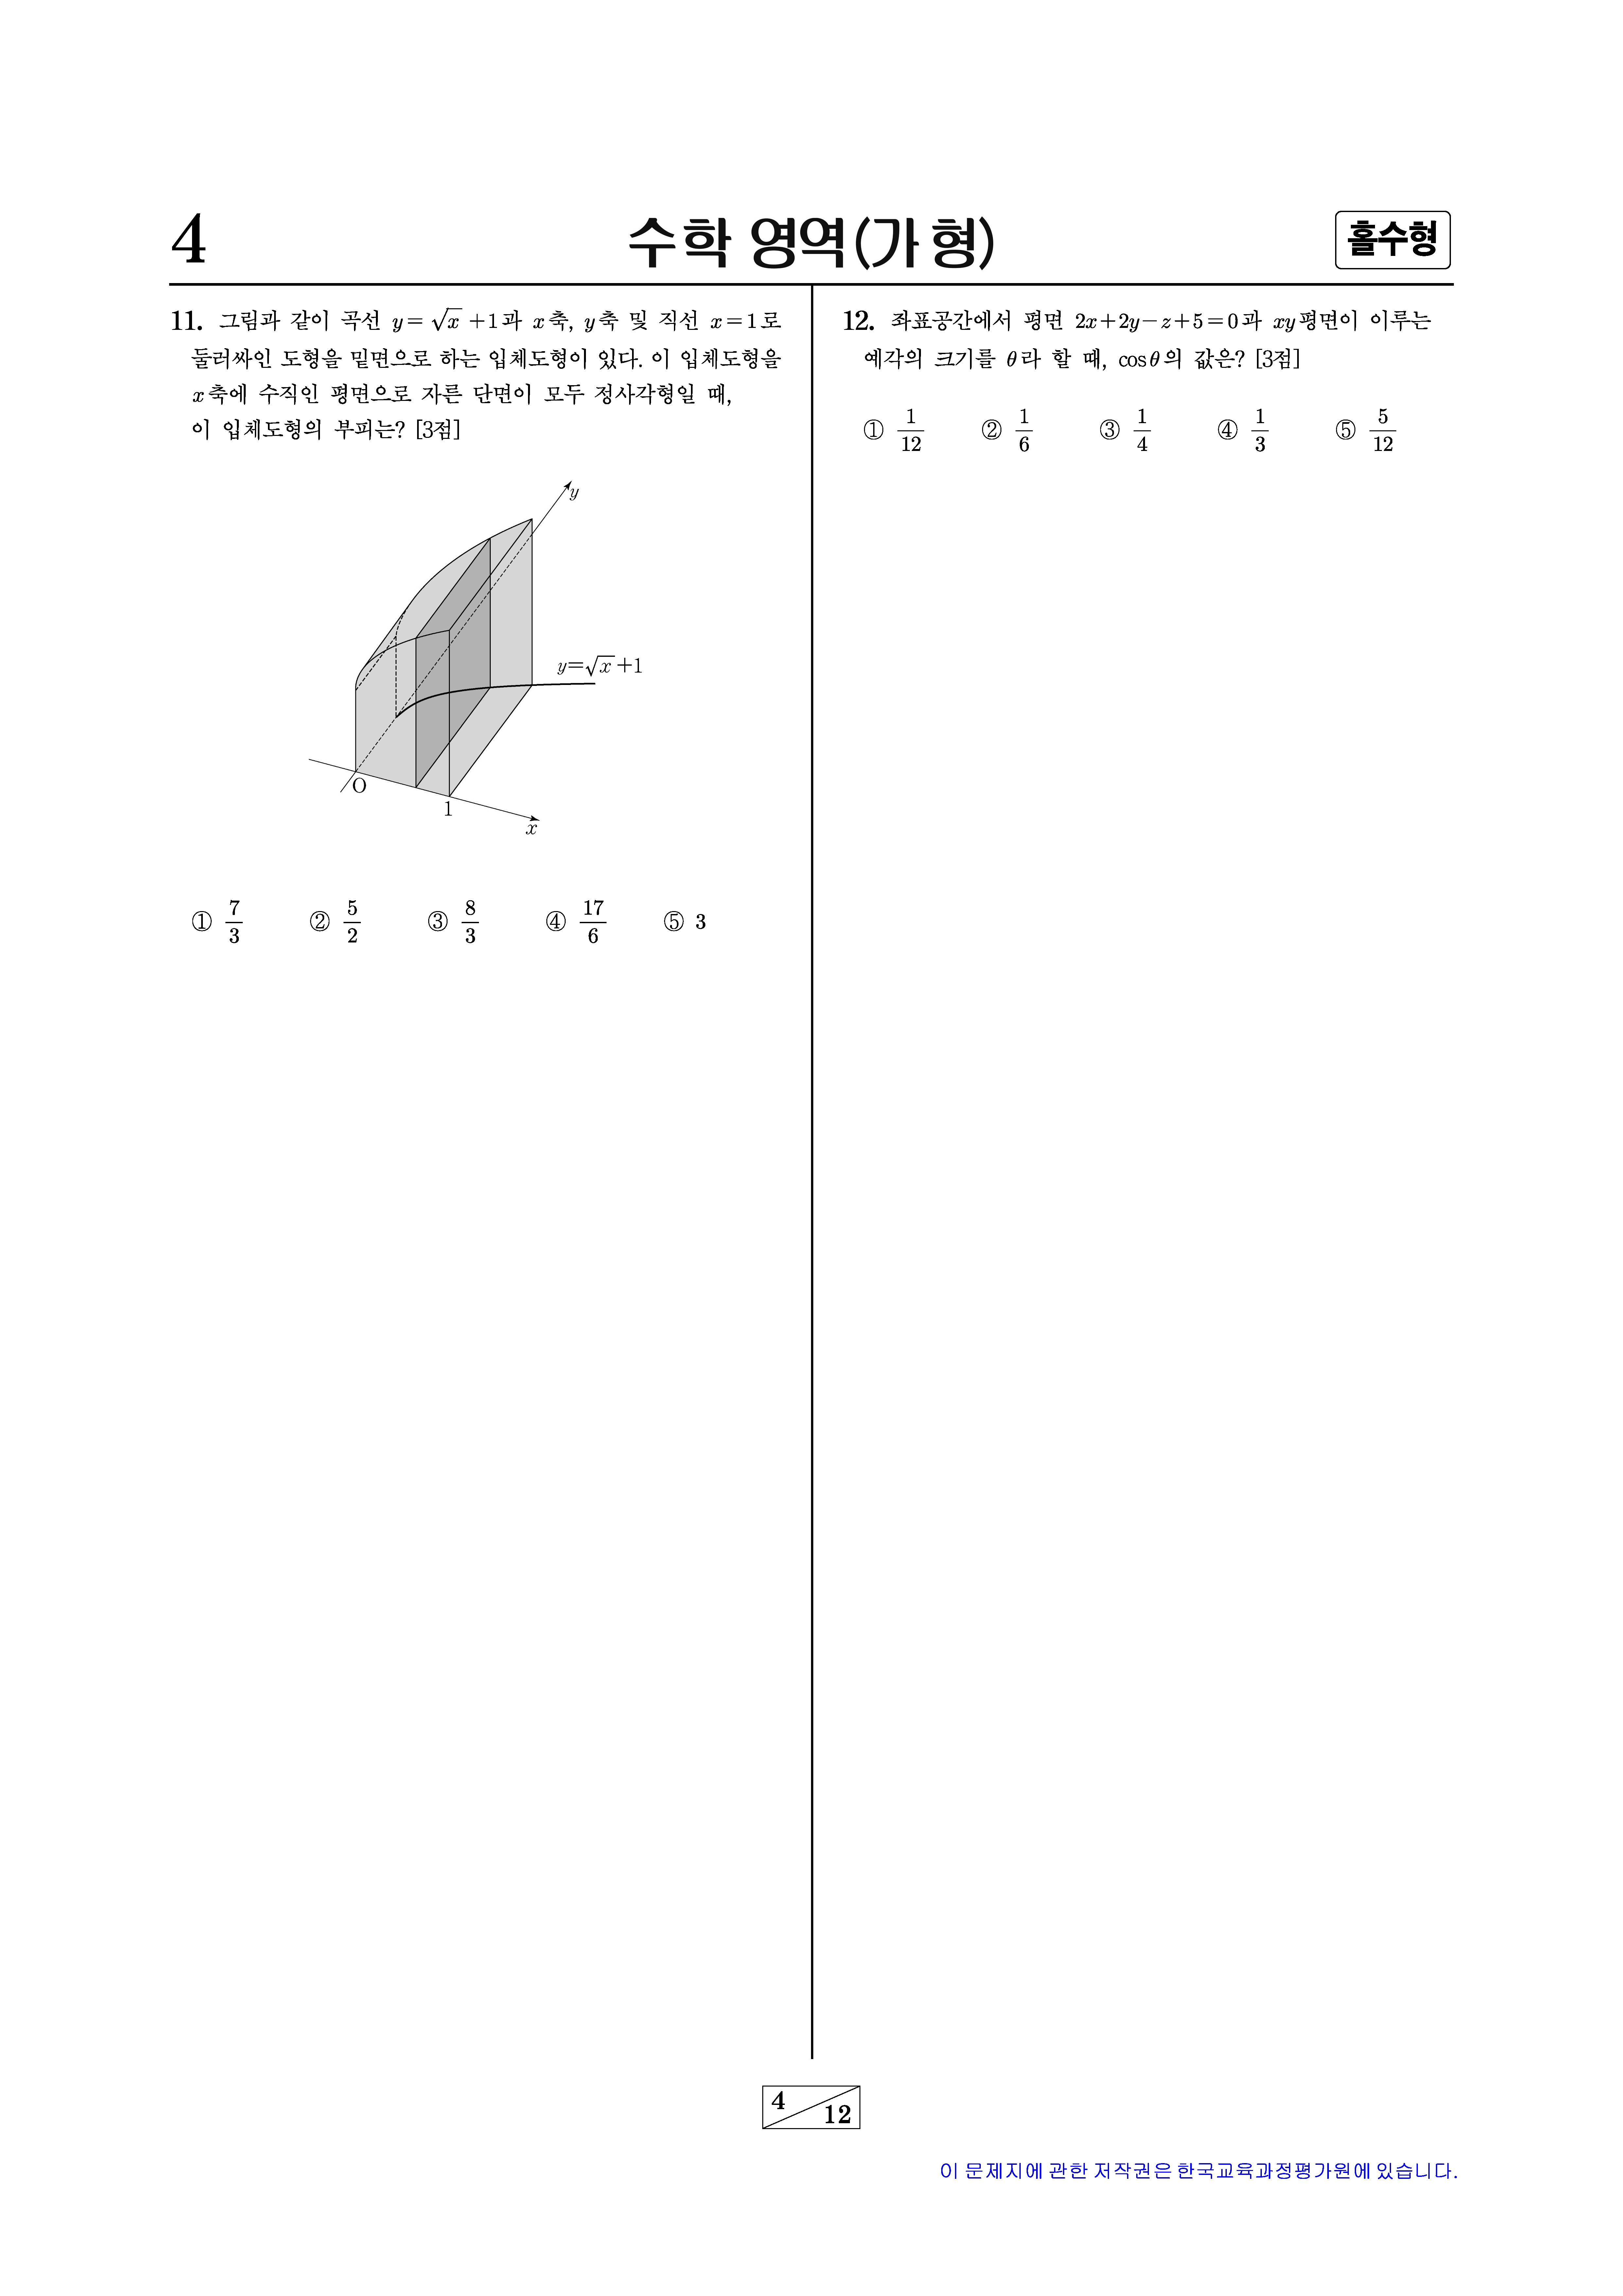 4
수학 영역(가 형)
홀수형
11. 그림과 같이 곡선 y=√x+1과 x축, y축 및 직선 x=1로
둘러싸인 도형을 밑면으로 하는 입체도형이 있다. 이 입체도형을
x축에 수직인 평면으로 자른 단면이 모두 정사각형일 때,
이 입체도형의 부피는? [3점]
y
y=√x+1
O
1
x
① 7/3 ② 5/2 ③ 8/3 ④ 17/6 ⑤ 3
12. 좌표공간에서 평면 2x+2y-z+5=0과 xy평면이 이루는
예각의 크기를 θ라 할 때, cosθ의 값은? [3점]
① 1/12 ② 1/6 ③ 1/4 ④ 1/3 ⑤ 5/12
4
12
이 문제지에 관한 저작권은 한국교육과정평가원에 있습니다.